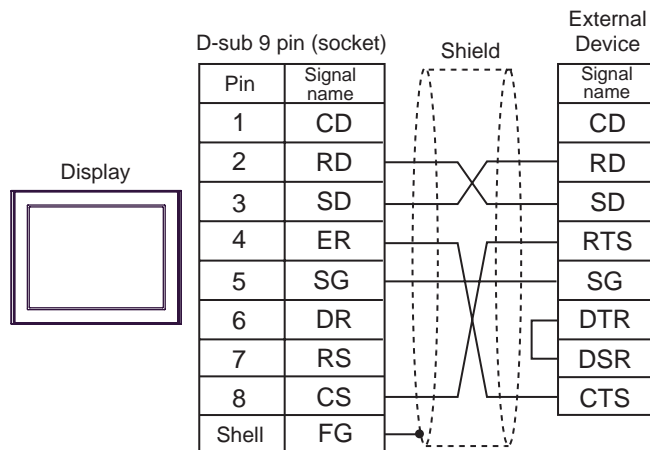 External
Device
D-sub 9 pin (socket)
Shield
Pin Signal name
Signal name
1 CD CD
2 RD RD
Display
3 SD SD
4 ER RTS
5 SG SG
6 DR DTR
7 RS DSR
8 CS CTS
Shell FG